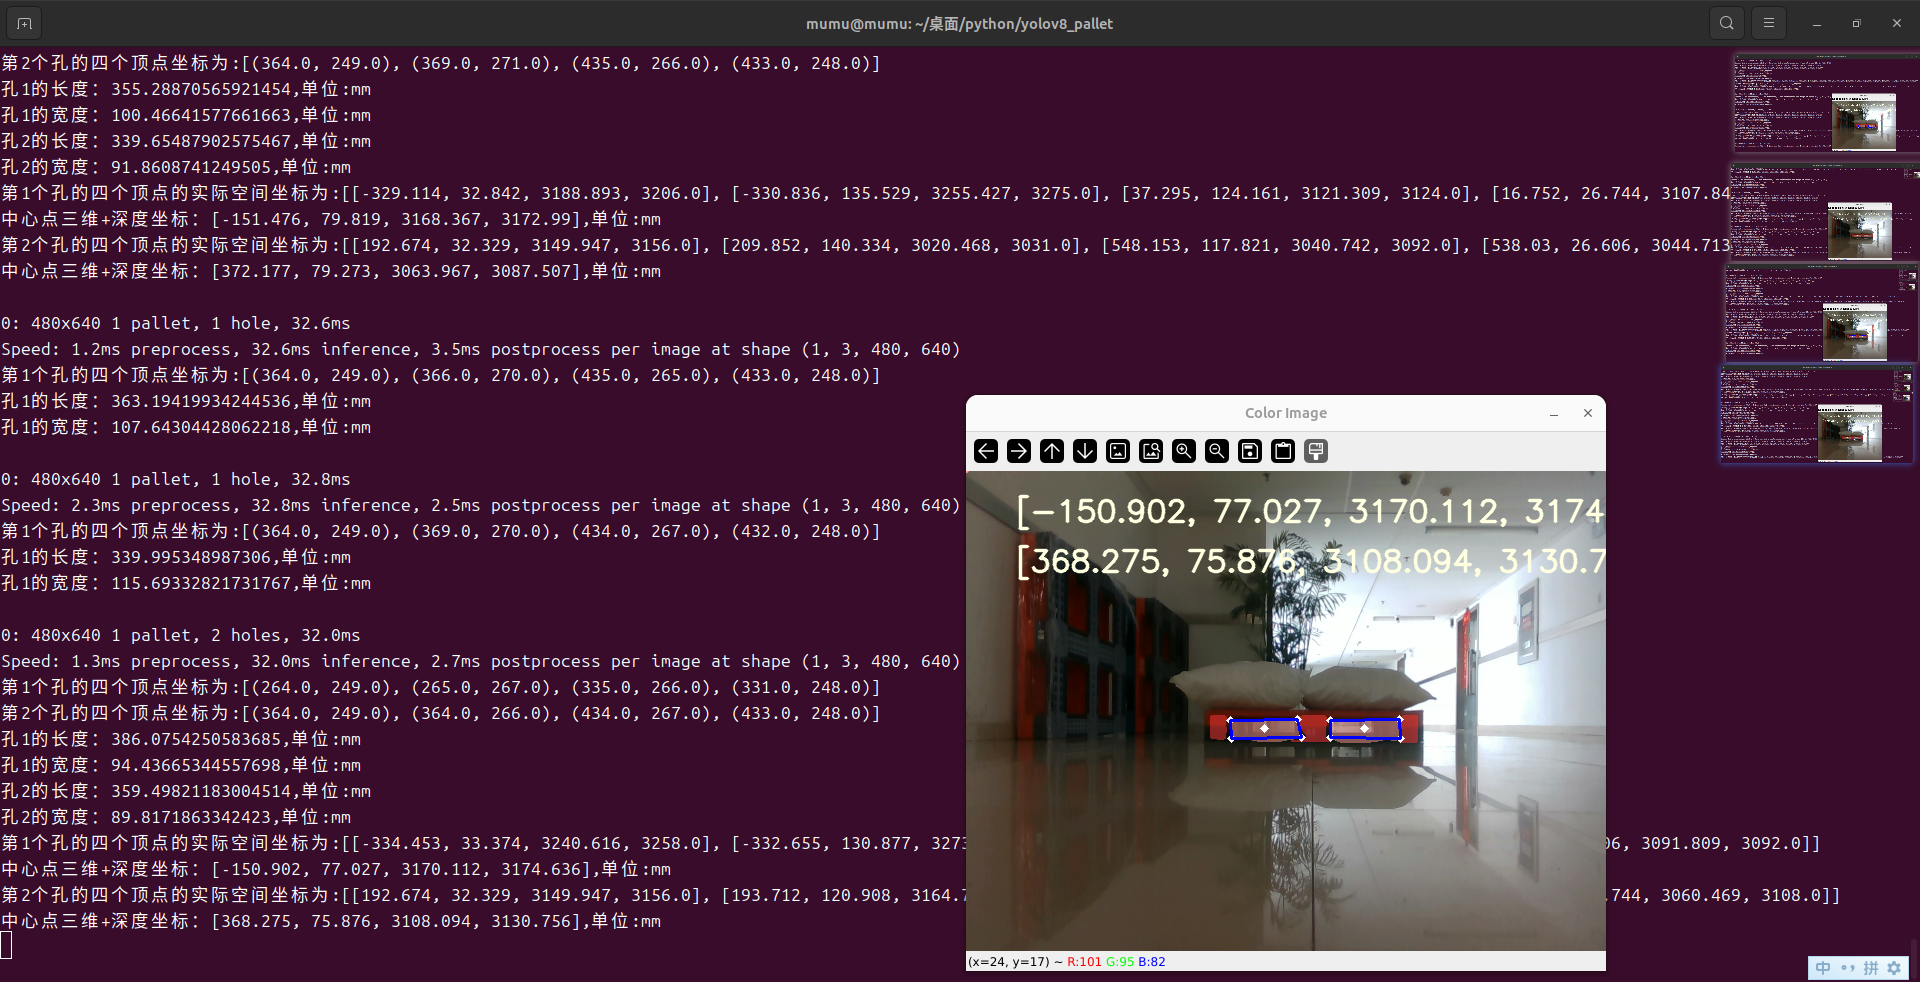 mumu@mumu: ~/桌面/python/yolov8_pallet
第2个孔的四个顶点坐标为:[(364.0, 249.0), (369.0, 271.0), (435.0, 266.0), (433.0, 248.0)]
孔1的长度: 355.28870565921454,单位:mm
孔1的宽度: 100.46641577661663,单位:mm
孔2的长度: 339.65487902575467,单位:mm
孔2的宽度: 91.8608741249505,单位:mm
第1个孔的四个顶点的实际空间坐标为:[[-329.114, 32.842, 3188.893, 3206.0], [-330.836, 135.529, 3255.427, 3275.0], [37.295, 124.161, 3121.309, 3124.0], [16.752, 26.744, 3107.84
中心点三维+深度坐标: [-151.476, 79.819, 3168.367, 3172.99],单位:mm
第2个孔的四个顶点的实际空间坐标为:[[192.674, 32.329, 3149.947, 3156.0], [209.852, 140.334, 3020.468, 3031.0], [548.153, 117.821, 3040.742, 3092.0], [538.03, 26.606, 3044.713
中心点三维+深度坐标: [372.177, 79.273, 3063.967, 3087.507],单位:mm
0: 480x640 1 pallet, 1 hole, 32.6ms
Speed: 1.2ms preprocess, 32.6ms inference, 3.5ms postprocess per image at shape (1, 3, 480, 640)
第1个孔的四个顶点坐标为:[(364.0, 249.0), (366.0, 270.0), (435.0, 265.0), (433.0, 248.0)]
孔1的长度: 363.19419934244536,单位:mm
孔1的宽度: 107.64304428062218,单位:mm
0: 480x640 1 pallet, 1 hole, 32.8ms
Speed: 2.3ms preprocess, 32.8ms inference, 2.5ms postprocess per image at shape (1, 3, 480, 640)
第1个孔的四个顶点坐标为:[(364.0, 249.0), (369.0, 270.0), (434.0, 267.0), (432.0, 248.0)]
孔1的长度: 339.995348987306,单位:mm
孔1的宽度: 115.69332821731767,单位:mm
0: 480x640 1 pallet, 2 holes, 32.0ms
Speed: 1.3ms preprocess, 32.0ms inference, 2.7ms postprocess per image at shape (1, 3, 480, 640)
第1个孔的四个顶点坐标为:[(264.0, 249.0), (265.0, 267.0), (335.0, 266.0), (331.0, 248.0)]
第2个孔的四个顶点坐标为:[(364.0, 249.0), (364.0, 266.0), (434.0, 267.0), (433.0, 248.0)]
孔1的长度: 386.0754250583685,单位:mm
孔1的宽度: 94.43665344557698,单位:mm
孔2的长度: 359.49821183004514,单位:mm
孔2的宽度: 89.8171863342423,单位:mm
第1个孔的四个顶点的实际空间坐标为:[[-334.453, 33.374, 3240.616, 3258.0], [-332.655, 130.877, 3273 06, 3091.809, 3092.0]]
中心点三维+深度坐标: [-150.902, 77.027, 3170.112, 3174.636],单位:mm
第2个孔的四个顶点的实际空间坐标为:[[192.674, 32.329, 3149.947, 3156.0], [193.712, 120.908, 3164.7 .744, 3060.469, 3108.0]]
中心点三维+深度坐标: [368.275, 75.876, 3108.094, 3130.756],单位:mm
Color Image
[-150.902, 77.027, 3170.112, 3174
[368.275, 75.876, 3108.094, 3130.7
(x=24, y=17) ~ R:101 G:95 B:82
中 拼